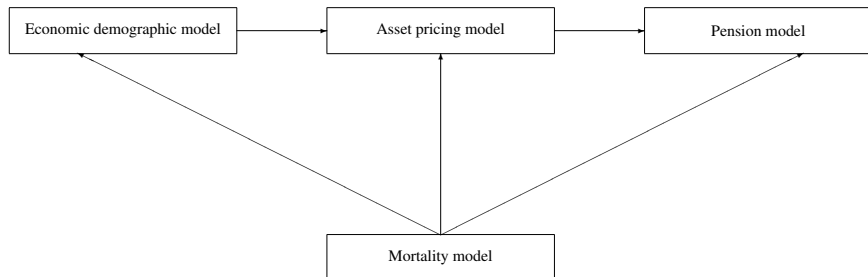 Economic demographic model
Asset pricing model
Pension model
Mortality model